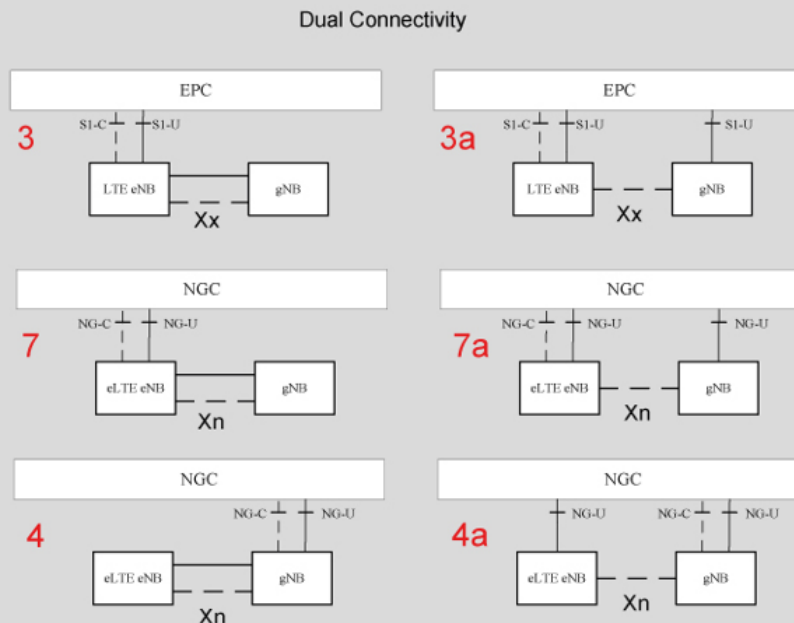 Dual Connectivity
EPC
3
S1-C
S1-U
LTE eNB
gNB
Xx
EPC
3a
S1-C
S1-U
S1-U
LTE eNB
gNB
Xx
NGC
7
NG-C
NG-U
eLTE eNB
gNB
Xn
NGC
7a
NG-C
NG-U
NG-U
eLTE eNB
gNB
Xn
NGC
4
NG-C
NG-U
eLTE eNB
gNB
Xn
NGC
4a
NG-U
NG-C
NG-U
eLTE eNB
gNB
Xn